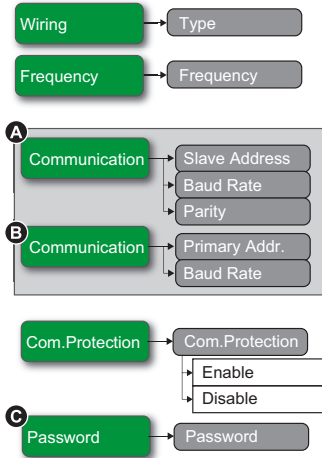 Wiring Type
Frequency Frequency
A
Communication Slave Address
Baud Rate
Parity
B
Communication Primary Addr.
Baud Rate
Com.Protection Com.Protection
Enable
Disable
C
Password Password